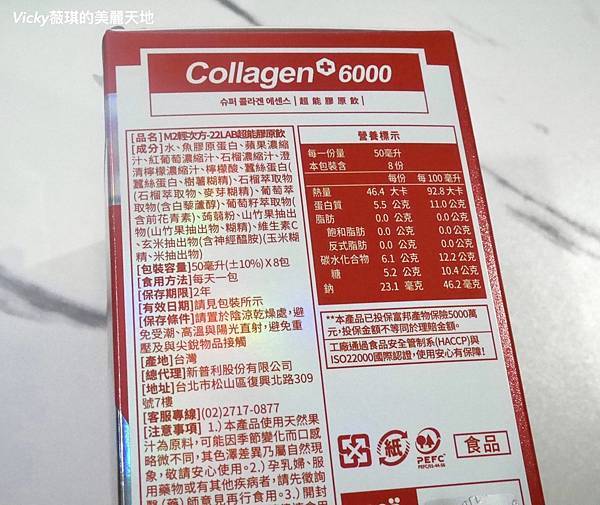 Vicky薇琪的美麗天地
Collagen 6000
슈퍼 콜라겐 에센스 | 超能膠原飲 |
[品名] M2輕次方-22LAB超能膠原飲
[成分]水、魚膠原蛋白、蘋果濃縮
汁、紅葡萄濃縮汁、石榴濃縮汁、澄
清檸檬濃縮汁、檸檬酸、蠶絲蛋白(
蠶絲蛋白、樹薯糊精)、石榴萃取物
(石榴萃取物、麥芽糊精)、葡萄萃
取物(含白藜蘆醇)、葡萄籽萃取物(
含前花青素)、蒟蒻粉、山竹果抽出
物(山竹果抽出物、糊精)、維生素C
、玄米抽出物(含神經醯胺)(玉米糊
精、米抽出物)
[包裝容量]50毫升(±10%)Ｘ8包
[食用方法]每天一包
[保存期限]2年
[有效日期]請見包裝所示
[保存條件]請置於陰涼乾燥處，避
免受潮、高溫與陽光直射，避免重
壓及與尖銳物品接觸
[產地]台灣
[總代理]新普利股份有限公司
[地址]台北市松山區復興北路309
號7樓
[客服專線](02)2717-0877
[注意事項] 1.)本產品使用天然果
汁為原料，可能因季節變化而口感
略微不同，其色澤差異乃屬自然現
象，敬請安心使用。2.)孕乳婦、服
用藥物或有其他疾病者，請先徵詢
醫(藥)師意見再行食用。3.)開封
營養標示
每一份量 50毫升
本包裝含 8份
每份 每100毫升
熱量 46.4 大卡 92.8 大卡
蛋白質 5.5 公克 11.0公克
脂肪 0.0 公克 0.0 公克
飽和脂肪 0.0 公克 0.0 公克
反式脂肪 0.0 公克 0.0 公克
碳水化合物 6.1 公克 12.2公克
糖 5.2 公克 10.4公克
鈉 23.1 毫克 46.2毫克
**本產品已投保富邦產物保險5000萬
元，投保金額不等同於理賠金額。
工廠通過食品安全管制系(HACCP)與
ISO22000國際認證，使用安心有保障！
紙
PEFC
PEFC/03-44-56
食品